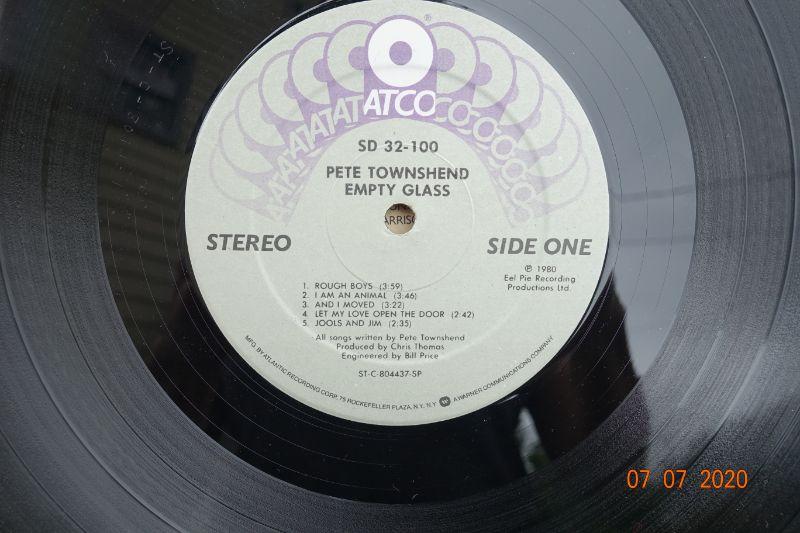 ®
ATCO
SD 32-100
PETE TOWNSHEND
EMPTY GLASS
STEREO
SIDE ONE
℗ 1980
Eel Pie Recording
Productions Ltd.
1. ROUGH BOYS (3:59)
2. I AM AN ANIMAL (3:46)
3. AND I MOVED (3:22)
4. LET MY LOVE OPEN THE DOOR (2:42)
5. JOOLS AND JIM (2:35)
All songs written by Pete Townshend
Produced by Chris Thomas
Engineered by Bill Price
ST-C-804437-SP
MFG. BY ATLANTIC RECORDING CORP. 75 ROCKEFELLER PLAZA, N.Y., N.Y. A WARNER COMMUNICATIONS COMPANY
07 07 2020